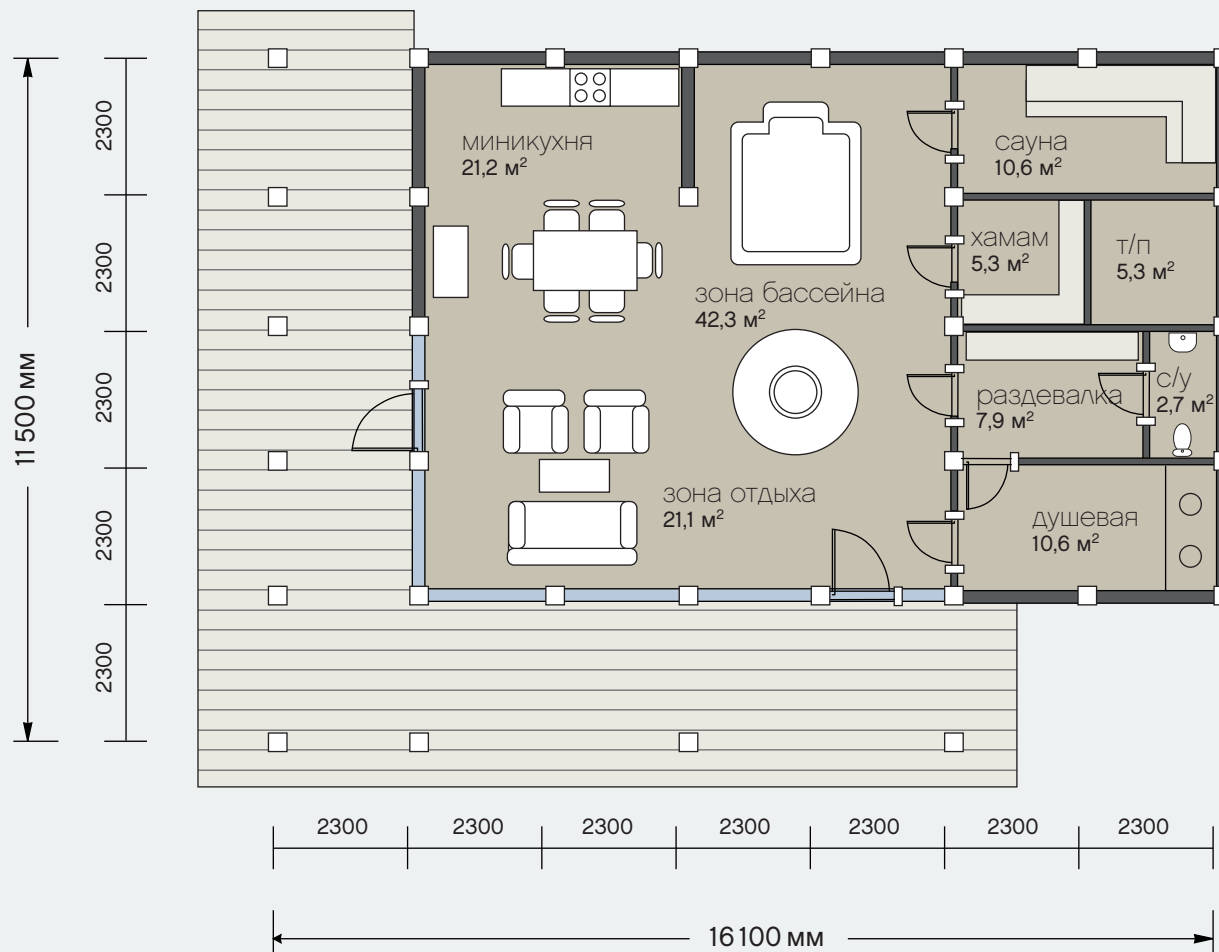 миникухня
21,2 м²
сауна
10,6 м²
хамам
5,3 м²
т/п
5,3 м²
зона бассейна
42,3 м²
раздевалка
7,9 м²
с/у
2,7 м²
зона отдыха
21,1 м²
душевая
10,6 м²
11 500 мм
2300
2300
2300
2300
2300
2300
2300
2300
2300
2300
2300
2300
16 100 мм